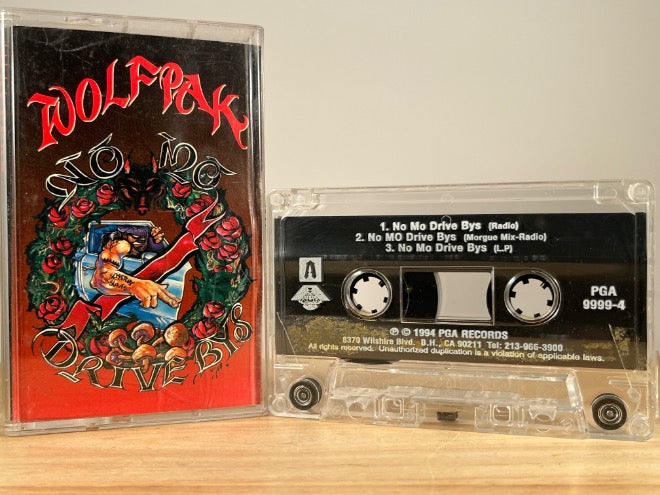 WOLFPAK
NO MO
DRIVE BYS
1. No Mo Drive Bys (Radio)
2. No MO Drive Bys (Morgue Mix-Radio)
3. No Mo Drive Bys (L.P)
PGA
9999-4
℗ © 1994 PGA RECORDS
8370 Wilshire Blvd. B.H., CA 90211 Tel: 213-966-3900
All rights reserved. Unauthorized duplication is a violation of applicable laws.